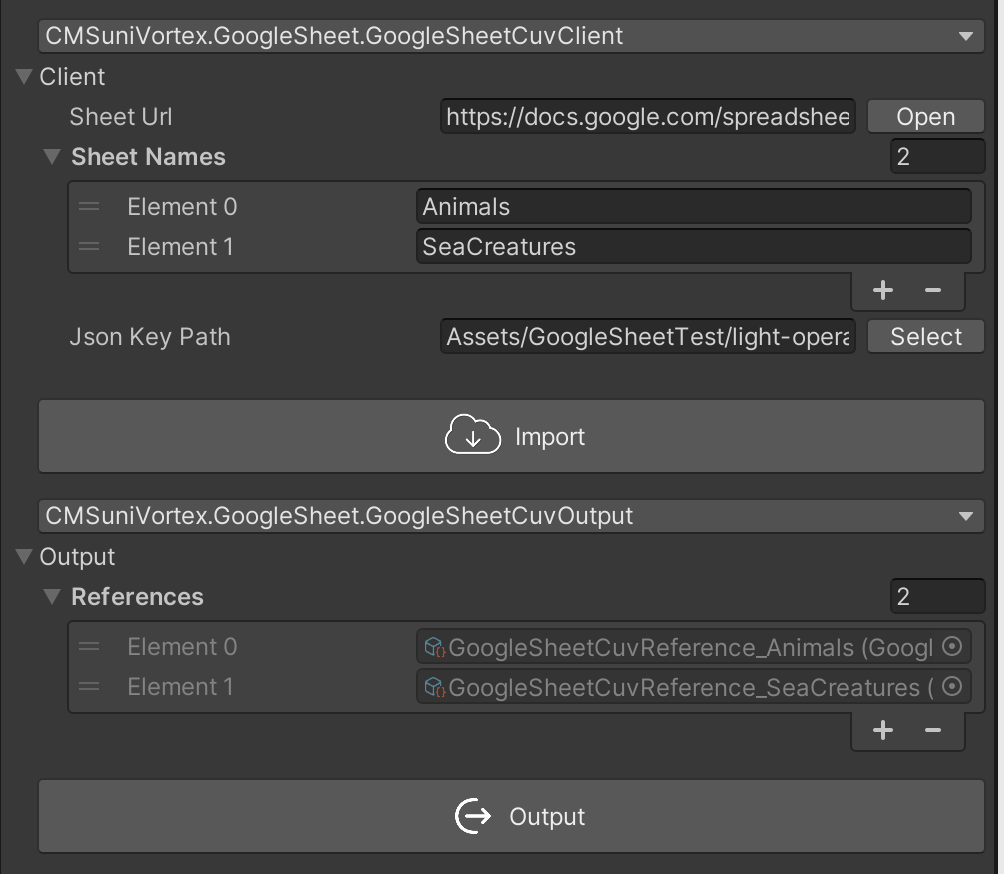 CMSuniVortex.GoogleSheet.GoogleSheetCuvClient
Client
Sheet Url https://docs.google.com/spreadshee Open
Sheet Names 2
Element 0 Animals
Element 1 SeaCreatures
Json Key Path Assets/GoogleSheetTest/light-opera Select
Import
CMSuniVortex.GoogleSheet.GoogleSheetCuvOutput
Output
References 2
Element 0 GoogleSheetCuvReference_Animals (Googl
Element 1 GoogleSheetCuvReference_SeaCreatures (
Output